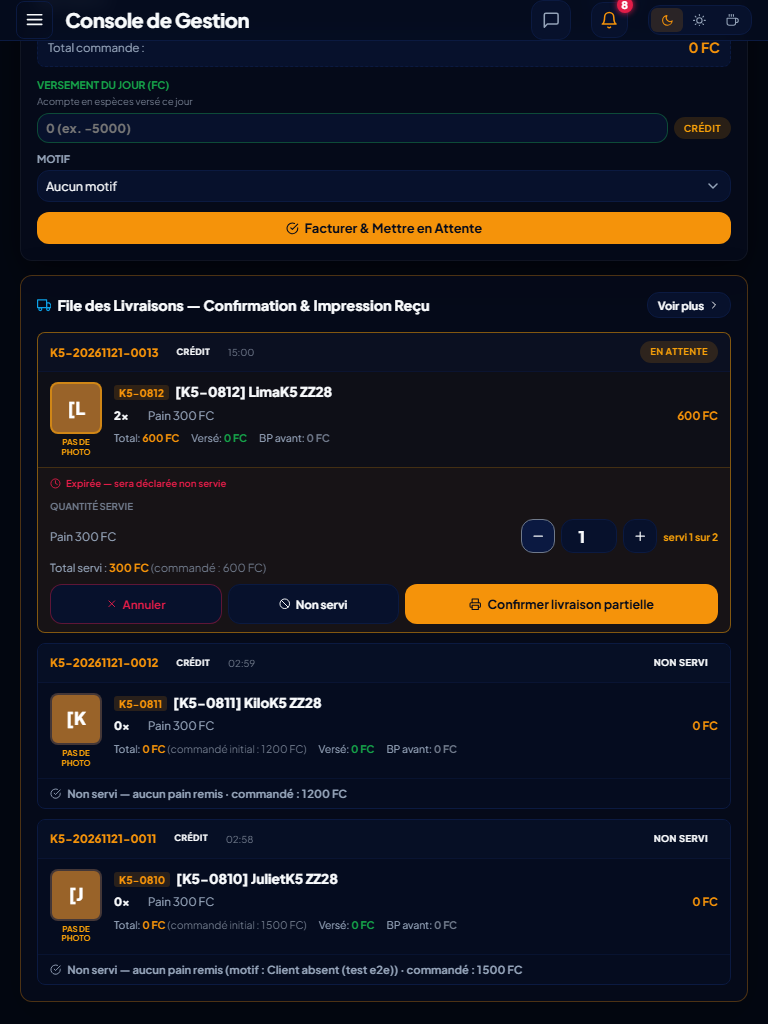 Console de Gestion
8
Total commande :
0 FC
VERSEMENT DU JOUR (FC)
Acompte en espèces versé ce jour
0 (ex. -5000)
CRÉDIT
MOTIF
Aucun motif
Facturer & Mettre en Attente
File des Livraisons — Confirmation & Impression Reçu
Voir plus
K5-20261121-0013 CRÉDIT 15:00
EN ATTENTE
[L
PAS DE
PHOTO
K5-0812 [K5-0812] LimaK5 ZZ28
2× Pain 300 FC
600 FC
Total: 600 FC Versé: 0 FC BP avant: 0 FC
Expirée — sera déclarée non servie
QUANTITÉ SERVIE
Pain 300 FC
− 1 +
servi 1 sur 2
Total servi : 300 FC (commandé : 600 FC)
Annuler
Non servi
Confirmer livraison partielle
K5-20261121-0012 CRÉDIT 02:59
NON SERVI
[K
PAS DE
PHOTO
K5-0811 [K5-0811] KiloK5 ZZ28
0× Pain 300 FC
0 FC
Total: 0 FC (commandé initial : 1200 FC) Versé: 0 FC BP avant: 0 FC
Non servi — aucun pain remis · commandé : 1200 FC
K5-20261121-0011 CRÉDIT 02:58
NON SERVI
[J
PAS DE
PHOTO
K5-0810 [K5-0810] JulietK5 ZZ28
0× Pain 300 FC
0 FC
Total: 0 FC (commandé initial : 1500 FC) Versé: 0 FC BP avant: 0 FC
Non servi — aucun pain remis (motif : Client absent (test e2e)) · commandé : 1500 FC